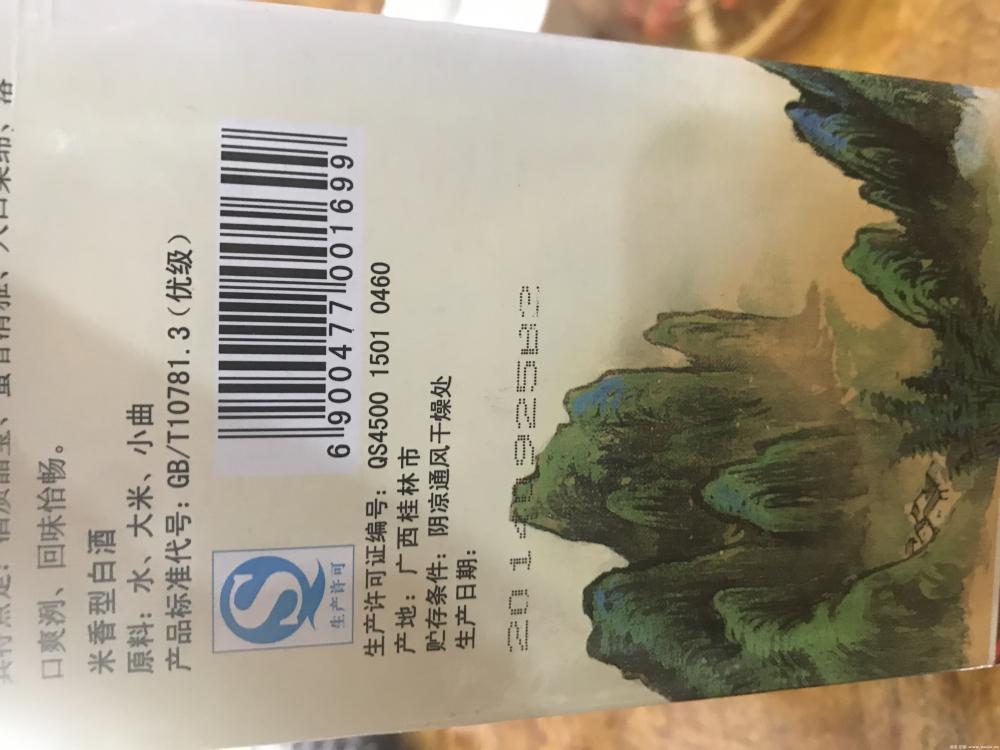 口爽洌、回味怡畅。
米香型白酒
原料：水、大米、小曲
产品标准代号：GB/T10781.3（优级）
6 900477 001699
生产许可
生产许可证编号：QS4500 1501 0460
产地：广西桂林市
贮存条件：阴凉通风干燥处
生产日期：